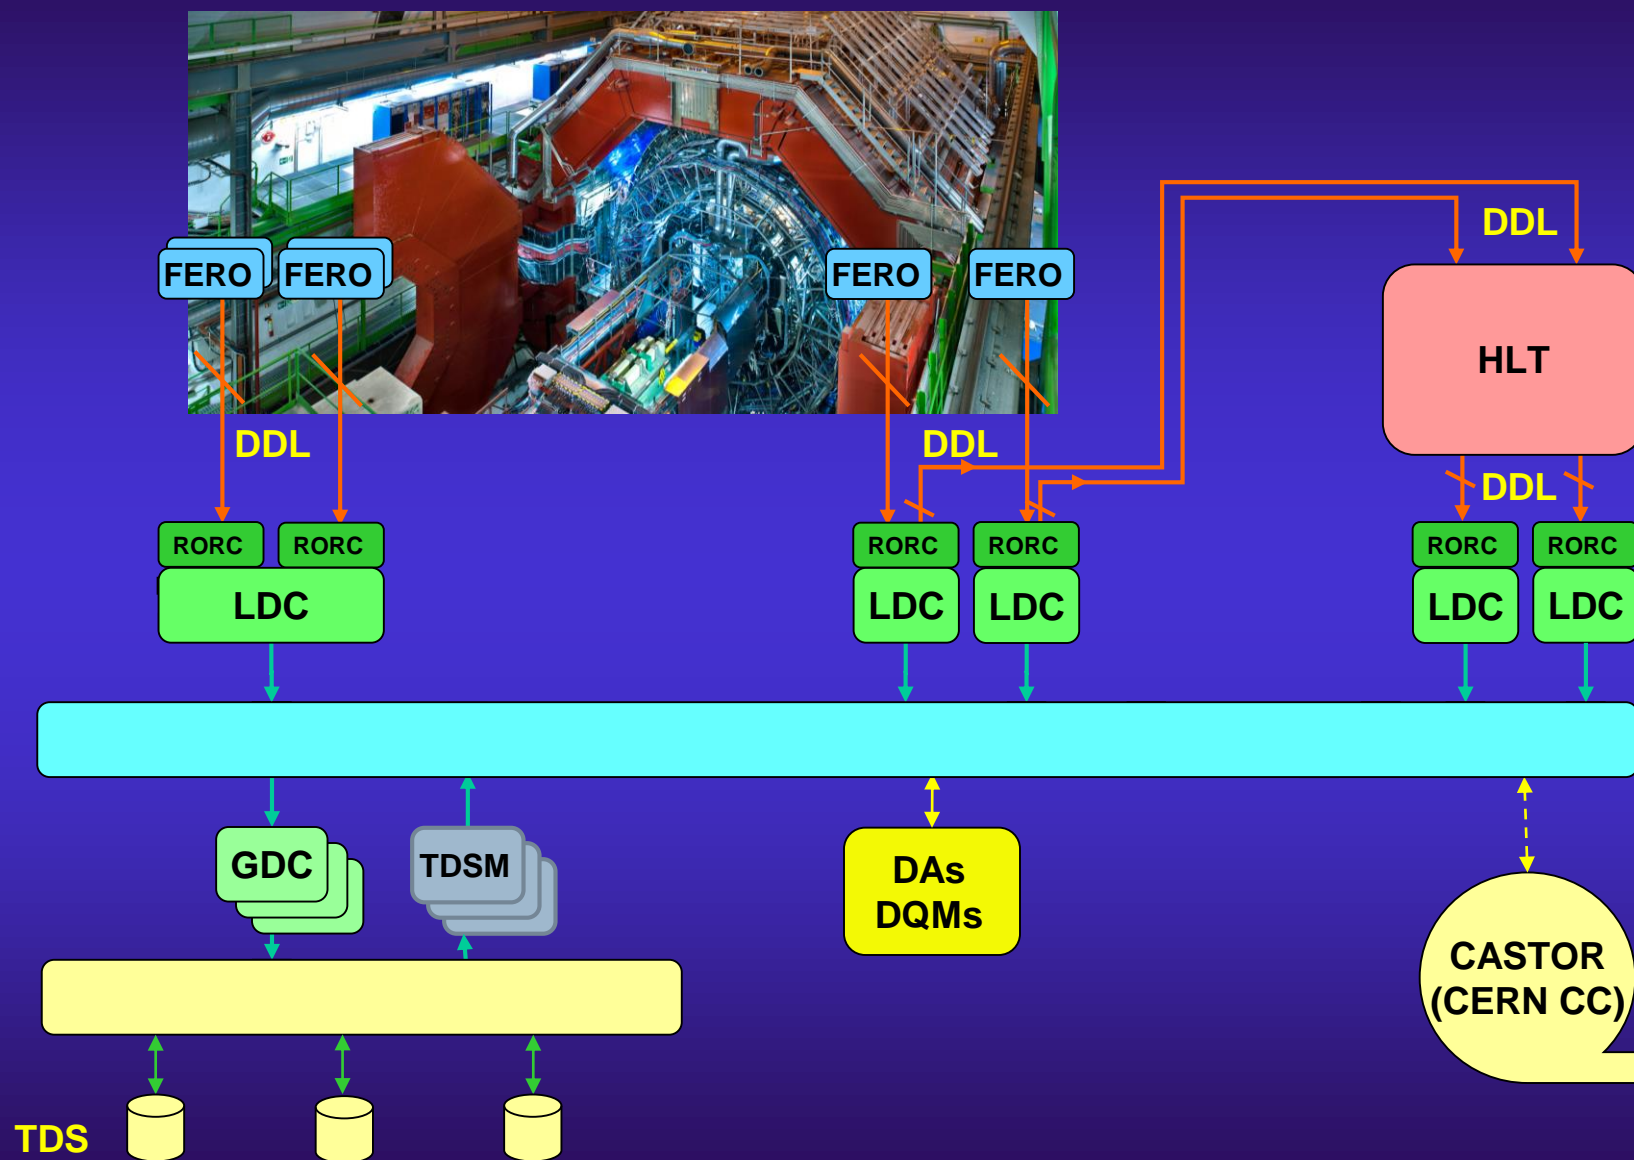 DDL
FERO
FERO
FERO
FERO
HLT
DDL
DDL
DDL
RORC
RORC
RORC
RORC
RORC
RORC
LDC
LDC
LDC
LDC
LDC
GDC
TDSM
DAs
DQMs
CASTOR
(CERN CC)
TDS